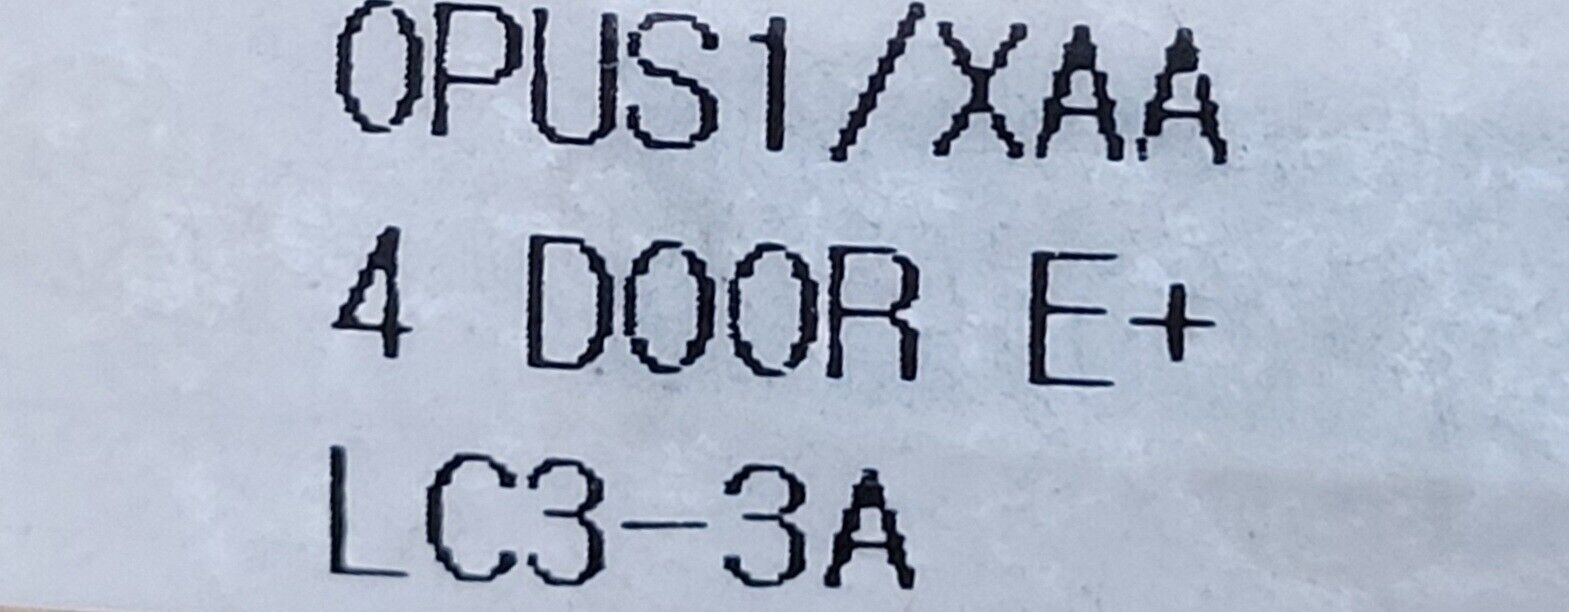 OPUS1/XAA
4 DOOR E+
LC3-3A